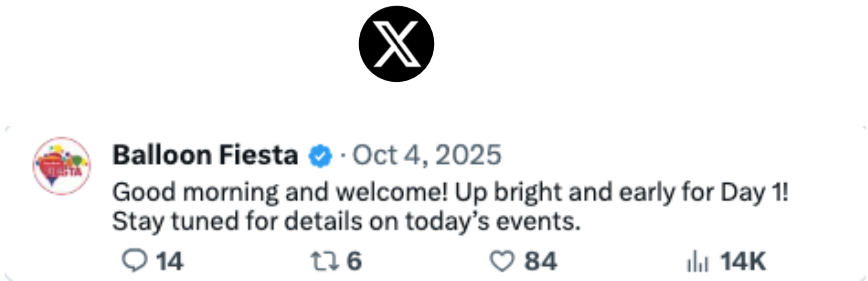 Balloon Fiesta · Oct 4, 2025
Good morning and welcome! Up bright and early for Day 1!
Stay tuned for details on today’s events.
14 6 84 14K